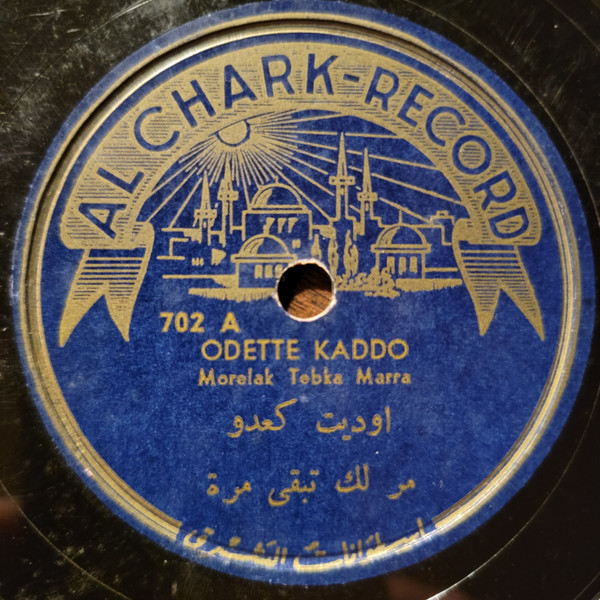 AL CHARK-RECORD
702 A
ODETTE KADDO
Morelak Tebka Marra
اوديت كعدو
مر لك تبقى مرة
اسطوانات الشرق